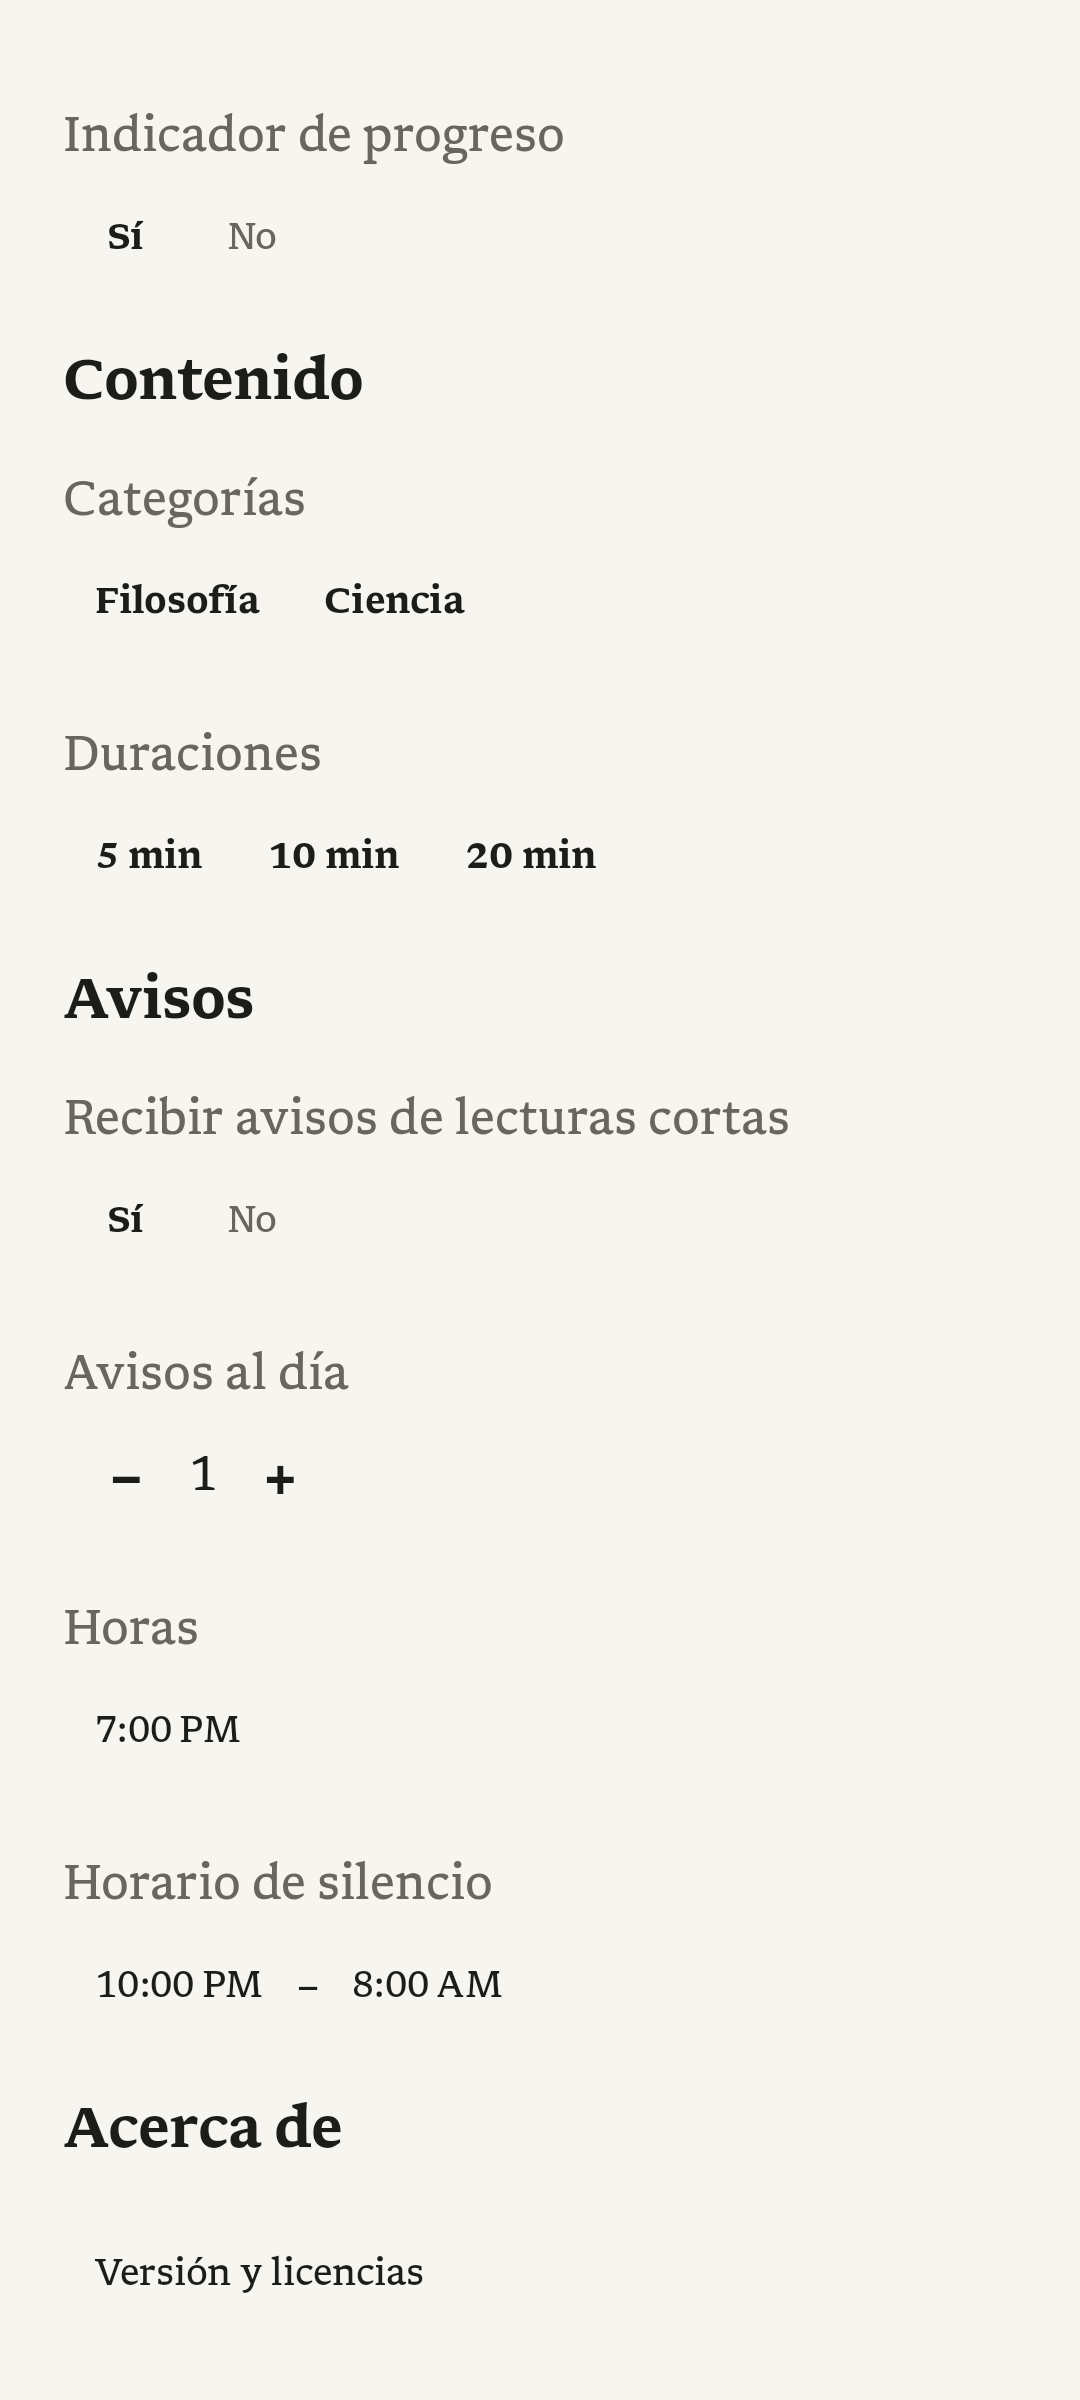 Indicador de progreso
Sí No
Contenido
Categorías
Filosofía Ciencia
Duraciones
5 min 10 min 20 min
Avisos
Recibir avisos de lecturas cortas
Sí No
Avisos al día
– 1 +
Horas
7:00 PM
Horario de silencio
10:00 PM – 8:00 AM
Acerca de
Versión y licencias